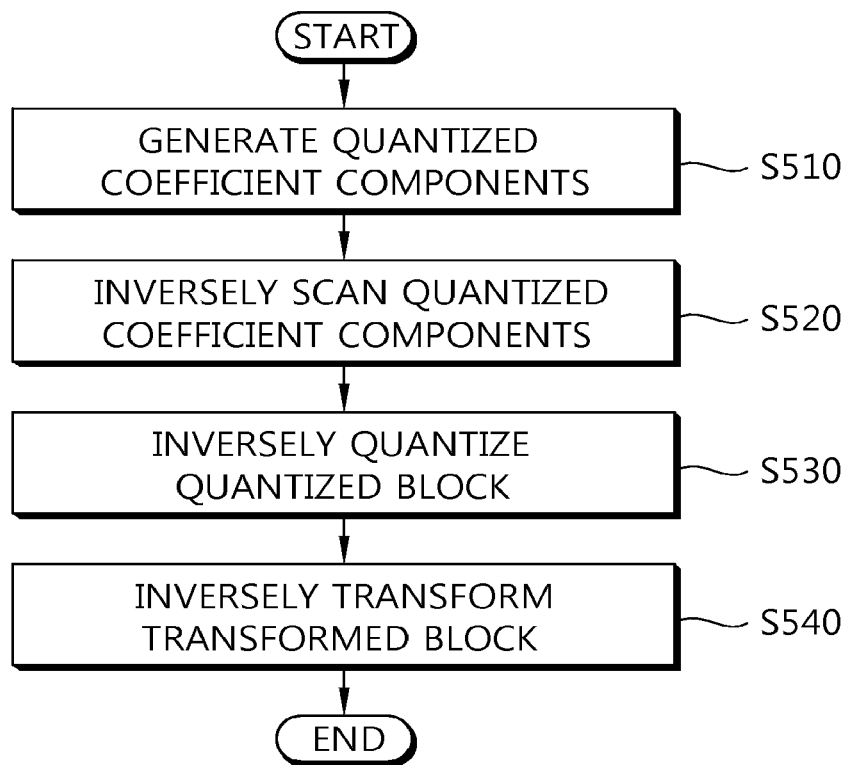 START
GENERATE QUANTIZED
COEFFICIENT COMPONENTS
S510
INVERSELY SCAN QUANTIZED
COEFFICIENT COMPONENTS
S520
INVERSELY QUANTIZE
QUANTIZED BLOCK
S530
INVERSELY TRANSFORM
TRANSFORMED BLOCK
S540
END